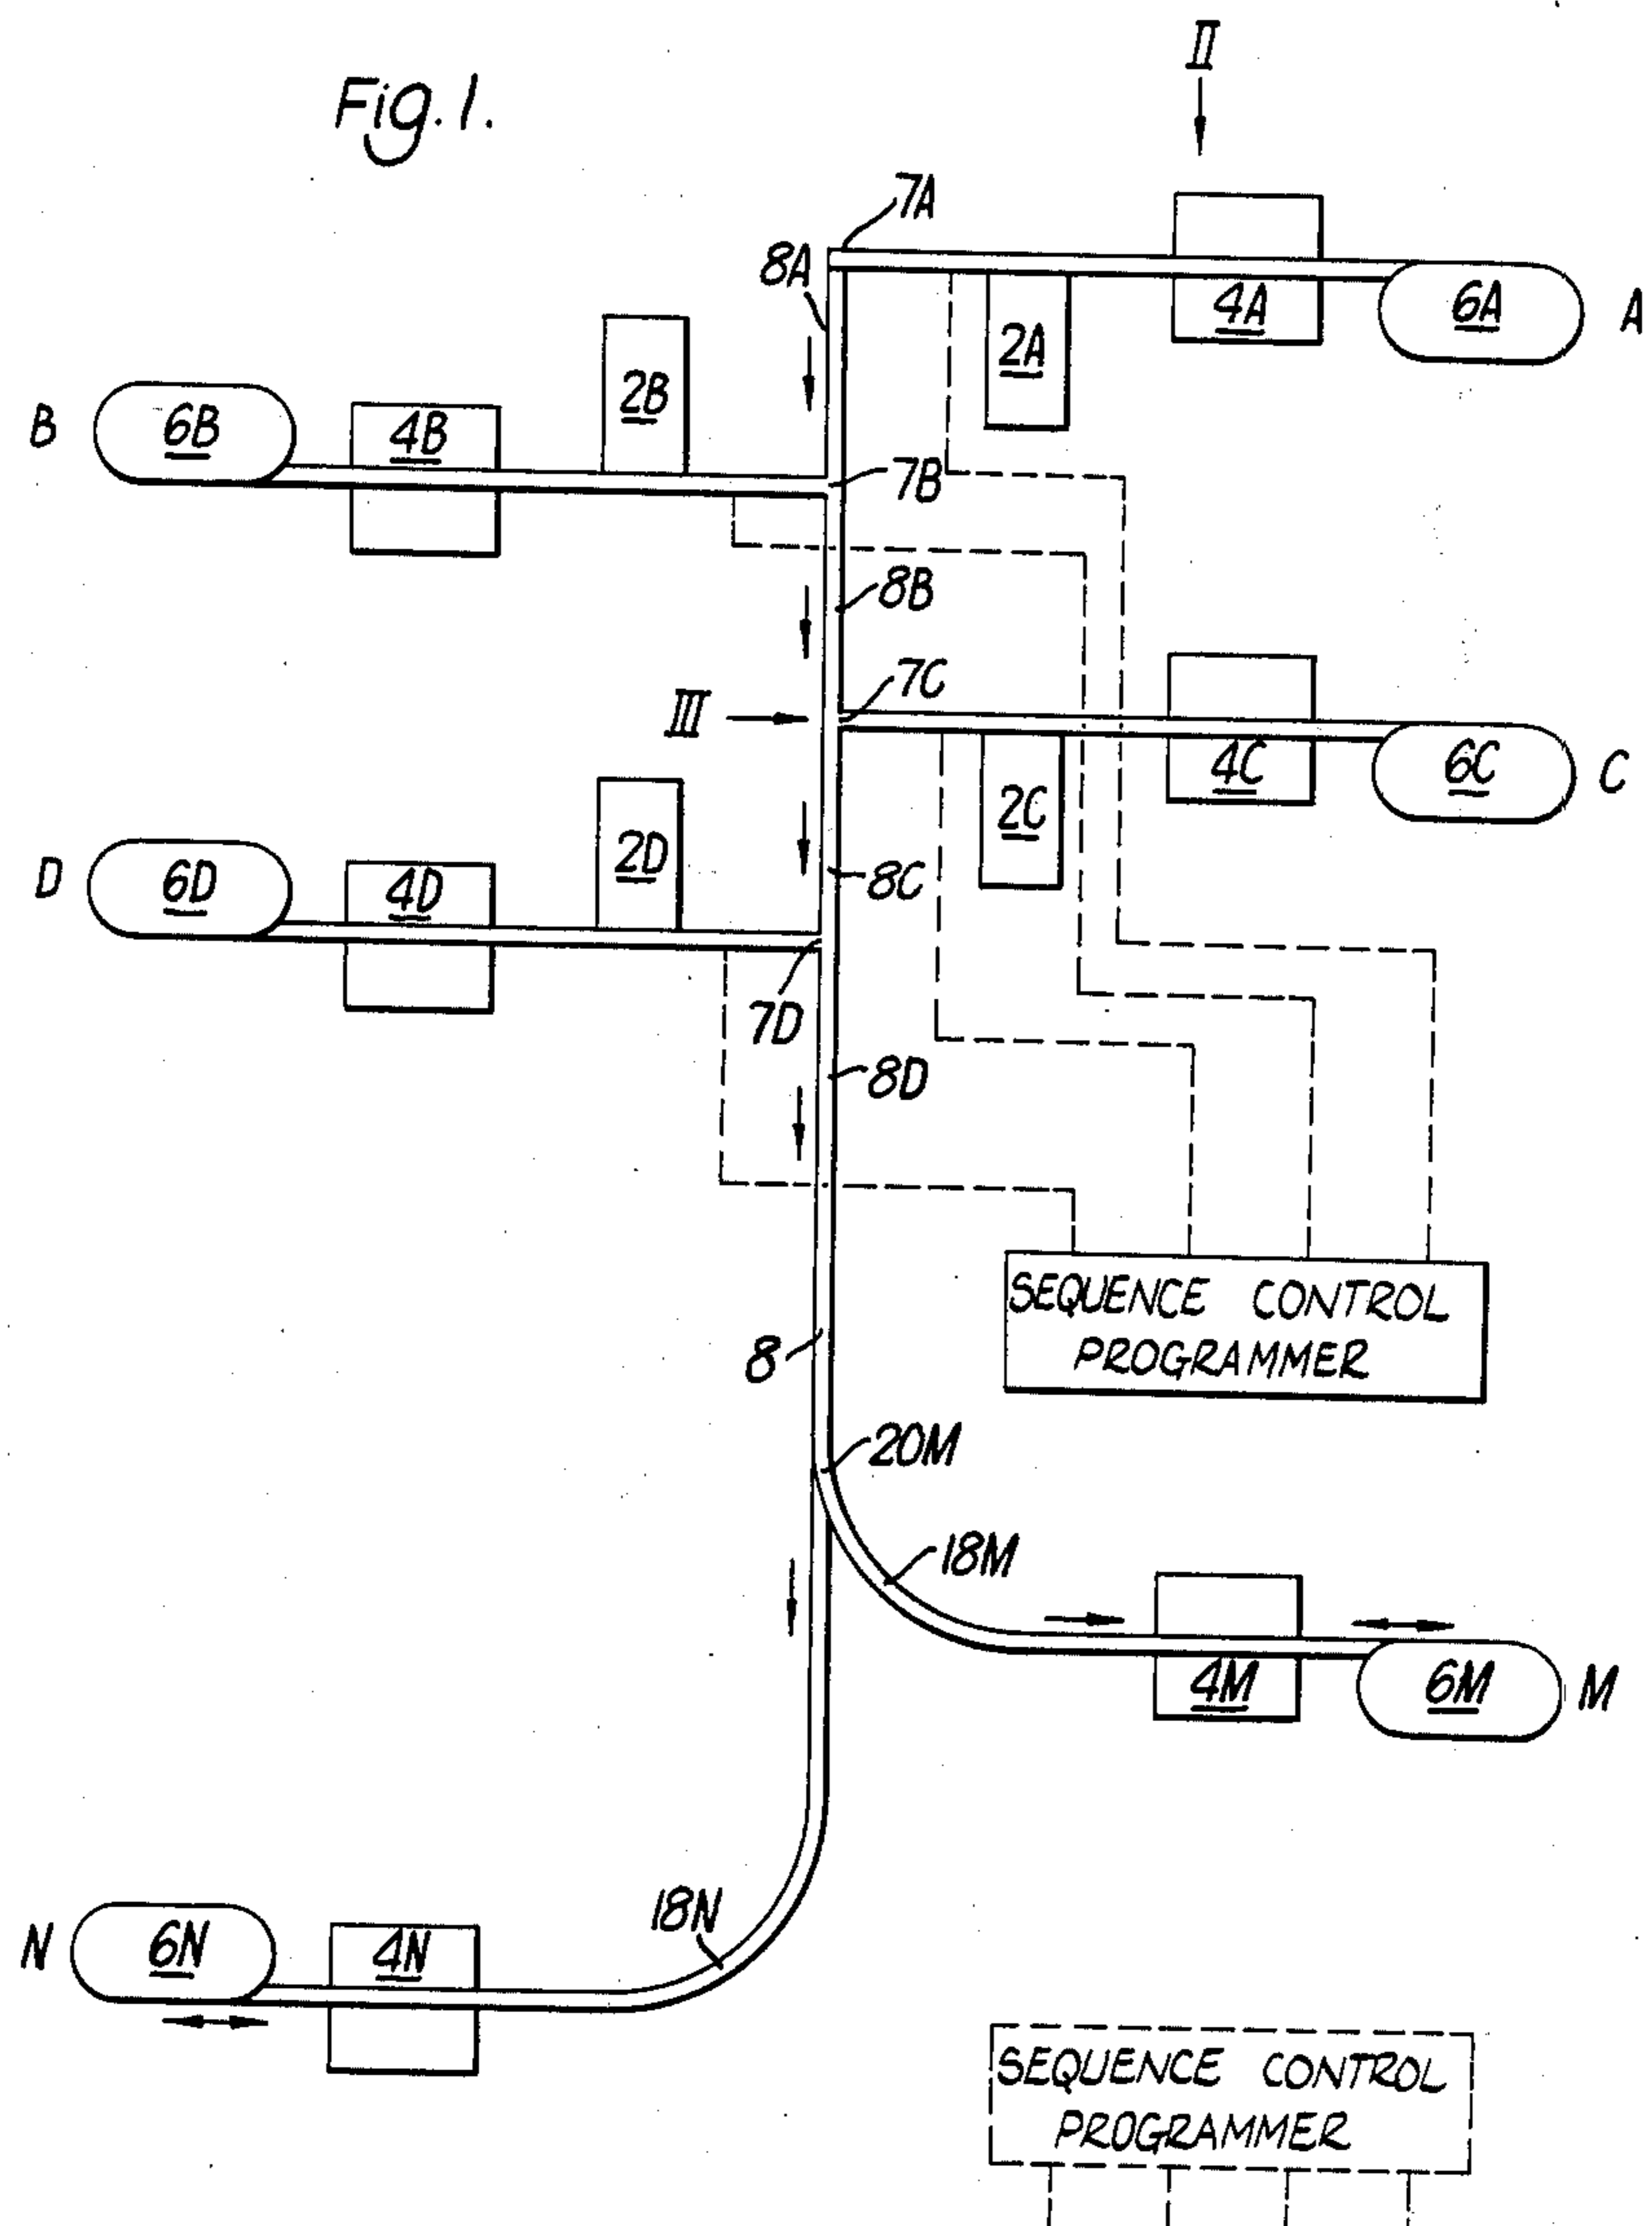 II
Fig. 1.
7A
8A
4A
6A
A
2A
2B
B
6B
4B
7B
8B
7C
III
4C
6C
C
2C
2D
D
6D
4D
8C
7D
8D
SEQUENCE CONTROL
PROGRAMMER
8
20M
18M
4M
6M
M
18N
N
6N
4N
SEQUENCE CONTROL
PROGRAMMER